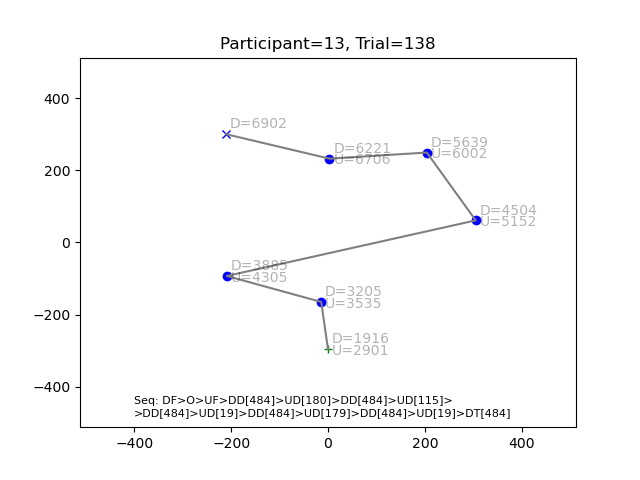 Participant=13, Trial=138
400
200
0
−200
−400
−400
−200
0
200
400
D=6902
D=6221
U=6706
D=5639
U=6002
D=4504
U=5152
D=3885
U=4305
D=3205
U=3535
D=1916
U=2901
Seq: DF>O>UF>DD[484]>UD[180]>DD[484]>UD[115]>
>DD[484]>UD[19]>DD[484]>UD[179]>DD[484]>UD[19]>DT[484]